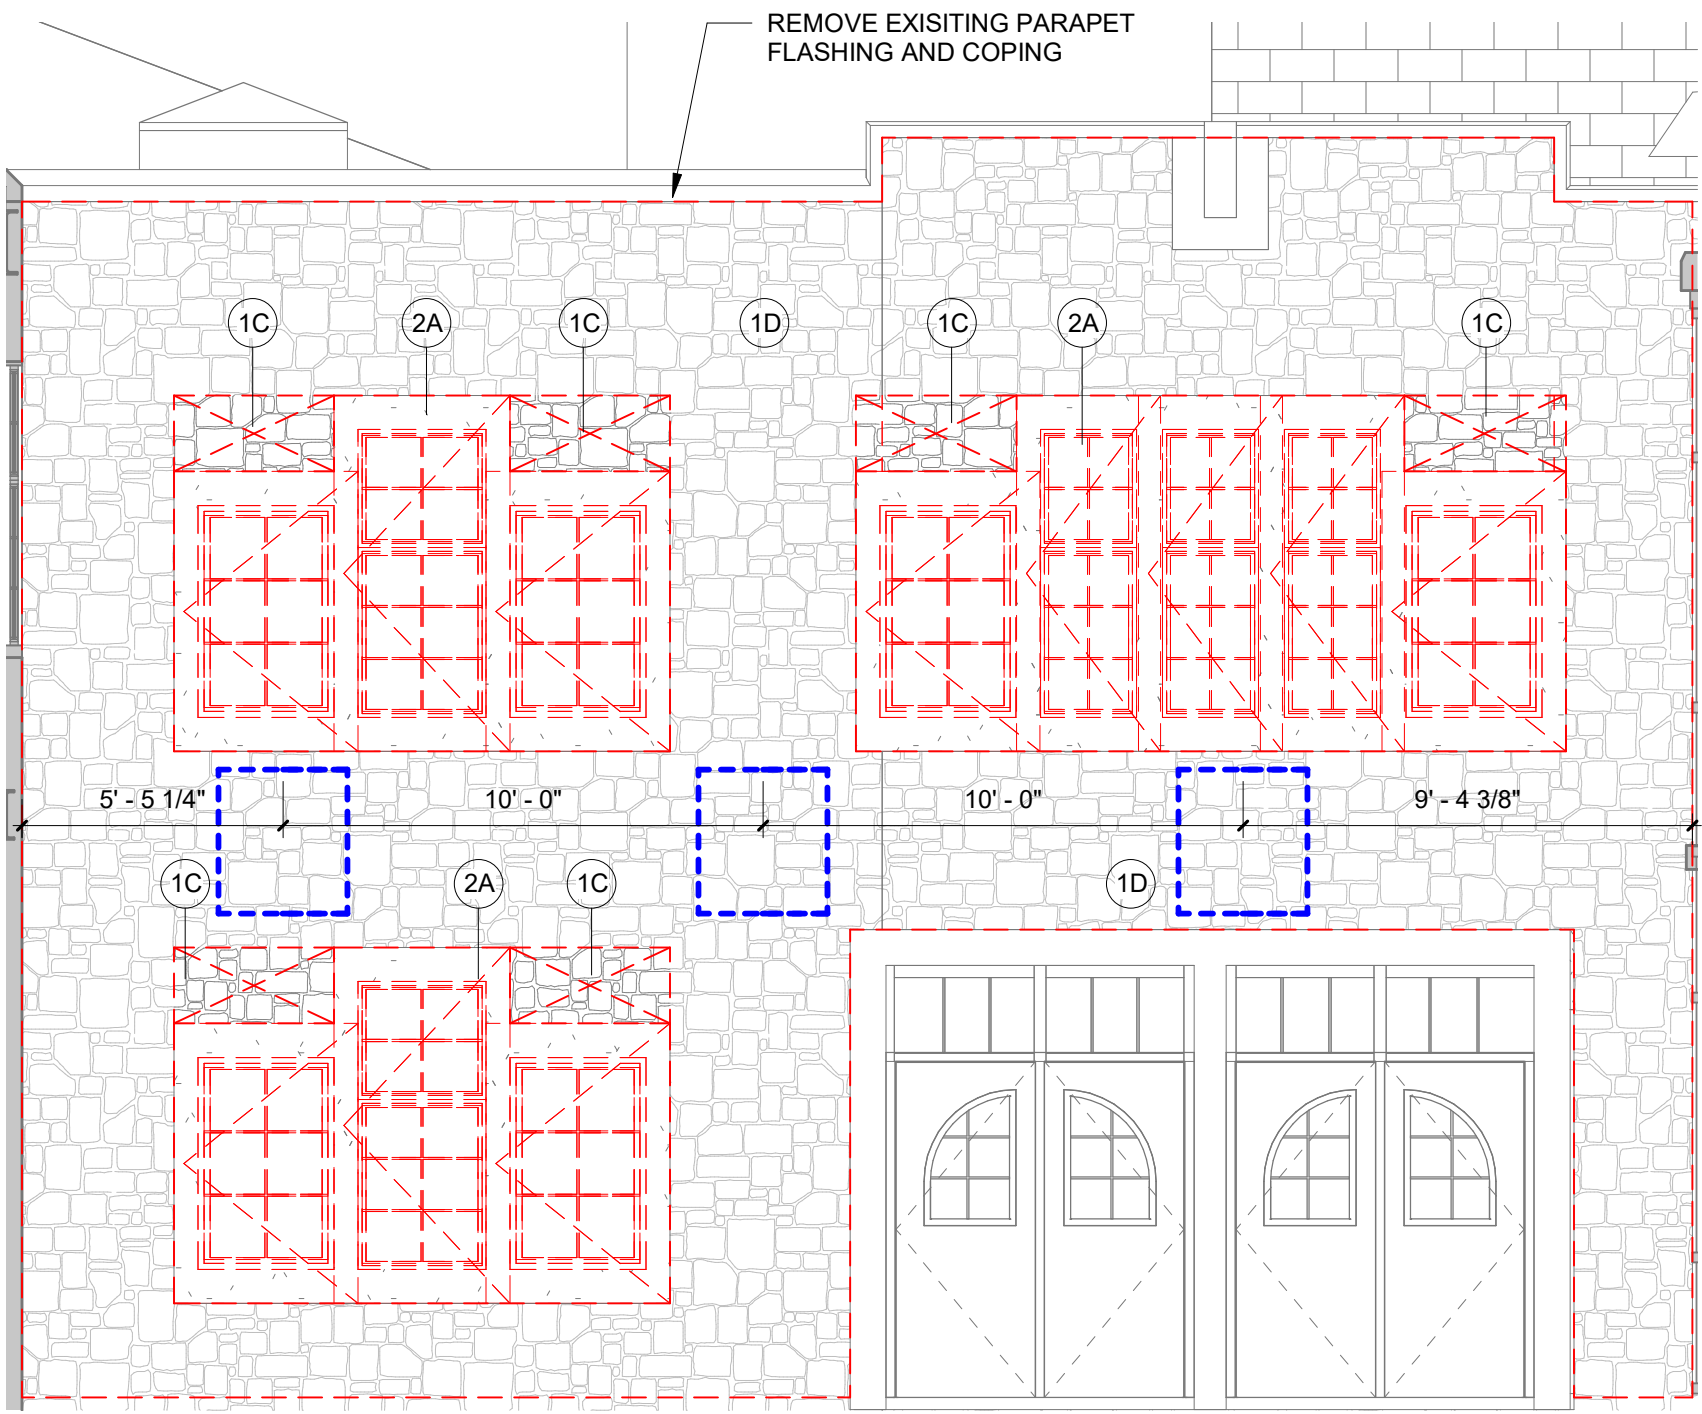 REMOVE EXISITING PARAPET
FLASHING AND COPING
1C
2A
1C
1D
1C
2A
1C
5' - 5 1/4"
10' - 0"
10' - 0"
9' - 4 3/8"
1C
2A
1C
1D